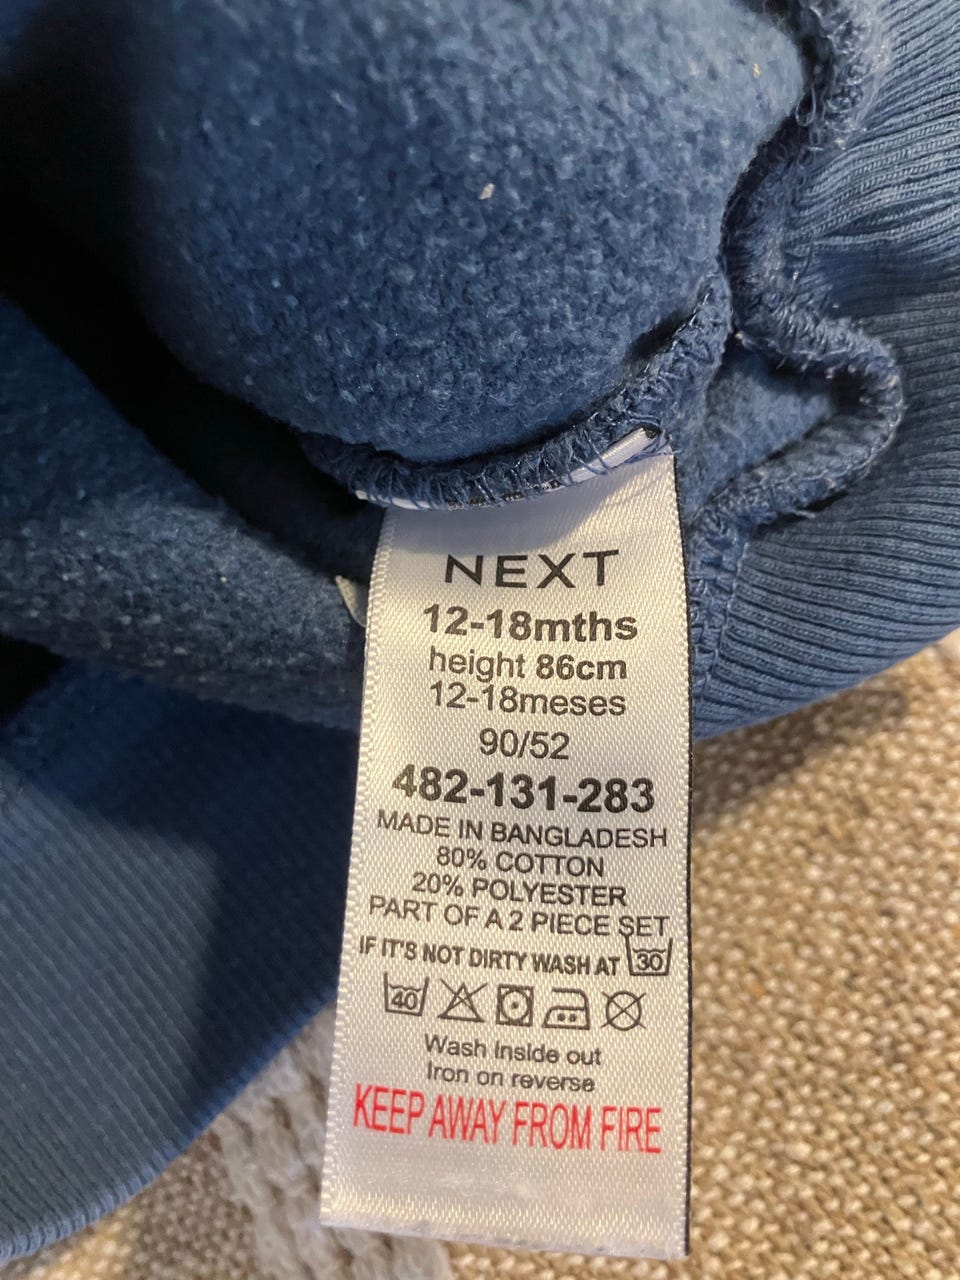 NEXT
12-18mths
height 86cm
12-18meses
90/52
482-131-283
MADE IN BANGLADESH
80% COTTON
20% POLYESTER
PART OF A 2 PIECE SET
IF IT'S NOT DIRTY WASH AT 30
40
Wash inside out
Iron on reverse
KEEP AWAY FROM FIRE